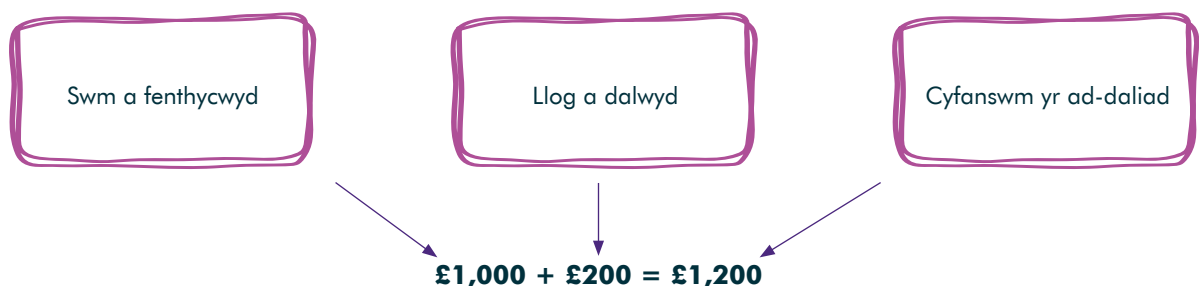 Swm a fenthycwyd
Llog a dalwyd
Cyfanswm yr ad-daliad
£1,000 + £200 = £1,200